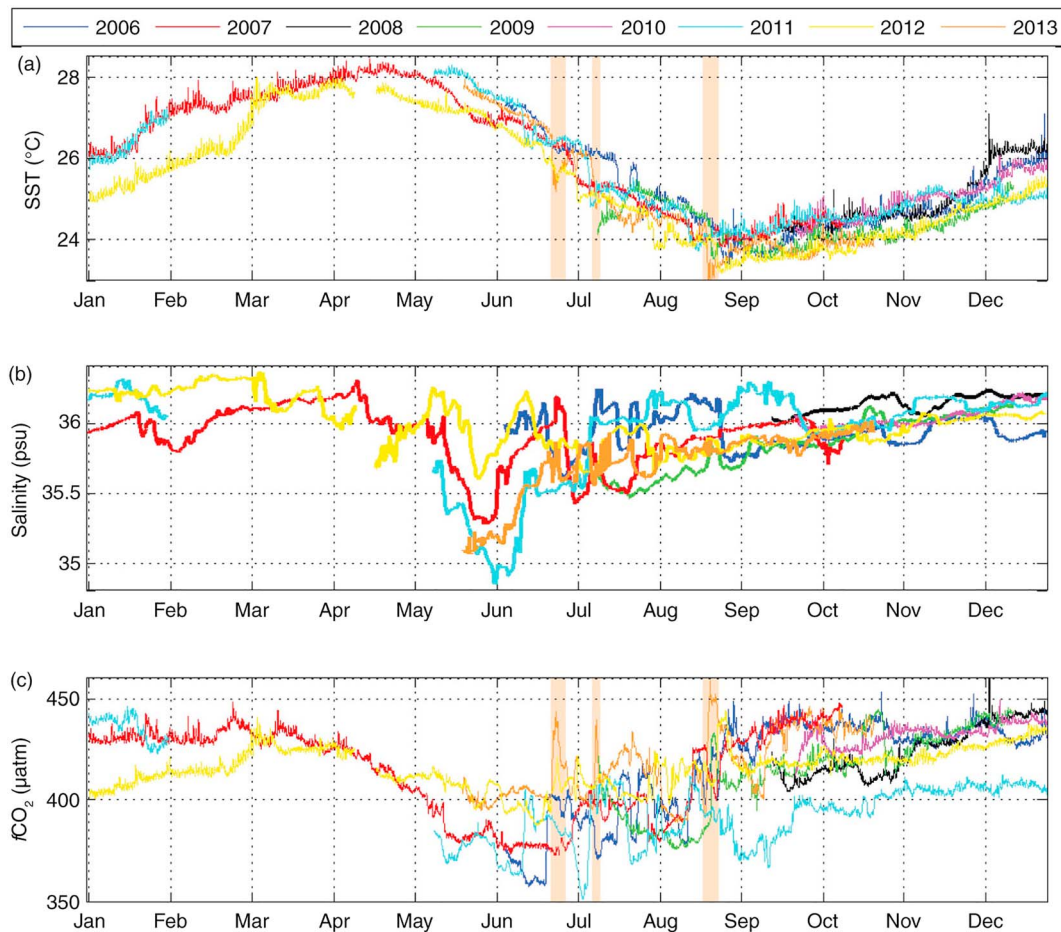 2006 2007 2008 2009 2010 2011 2012 2013
(a)
SST (°C)
28
26
24
Jan Feb Mar Apr May Jun Jul Aug Sep Oct Nov Dec
(b)
Salinity (psu)
36
35.5
35
Jan Feb Mar Apr May Jun Jul Aug Sep Oct Nov Dec
(c)
fCO₂ (µatm)
450
400
350
Jan Feb Mar Apr May Jun Jul Aug Sep Oct Nov Dec